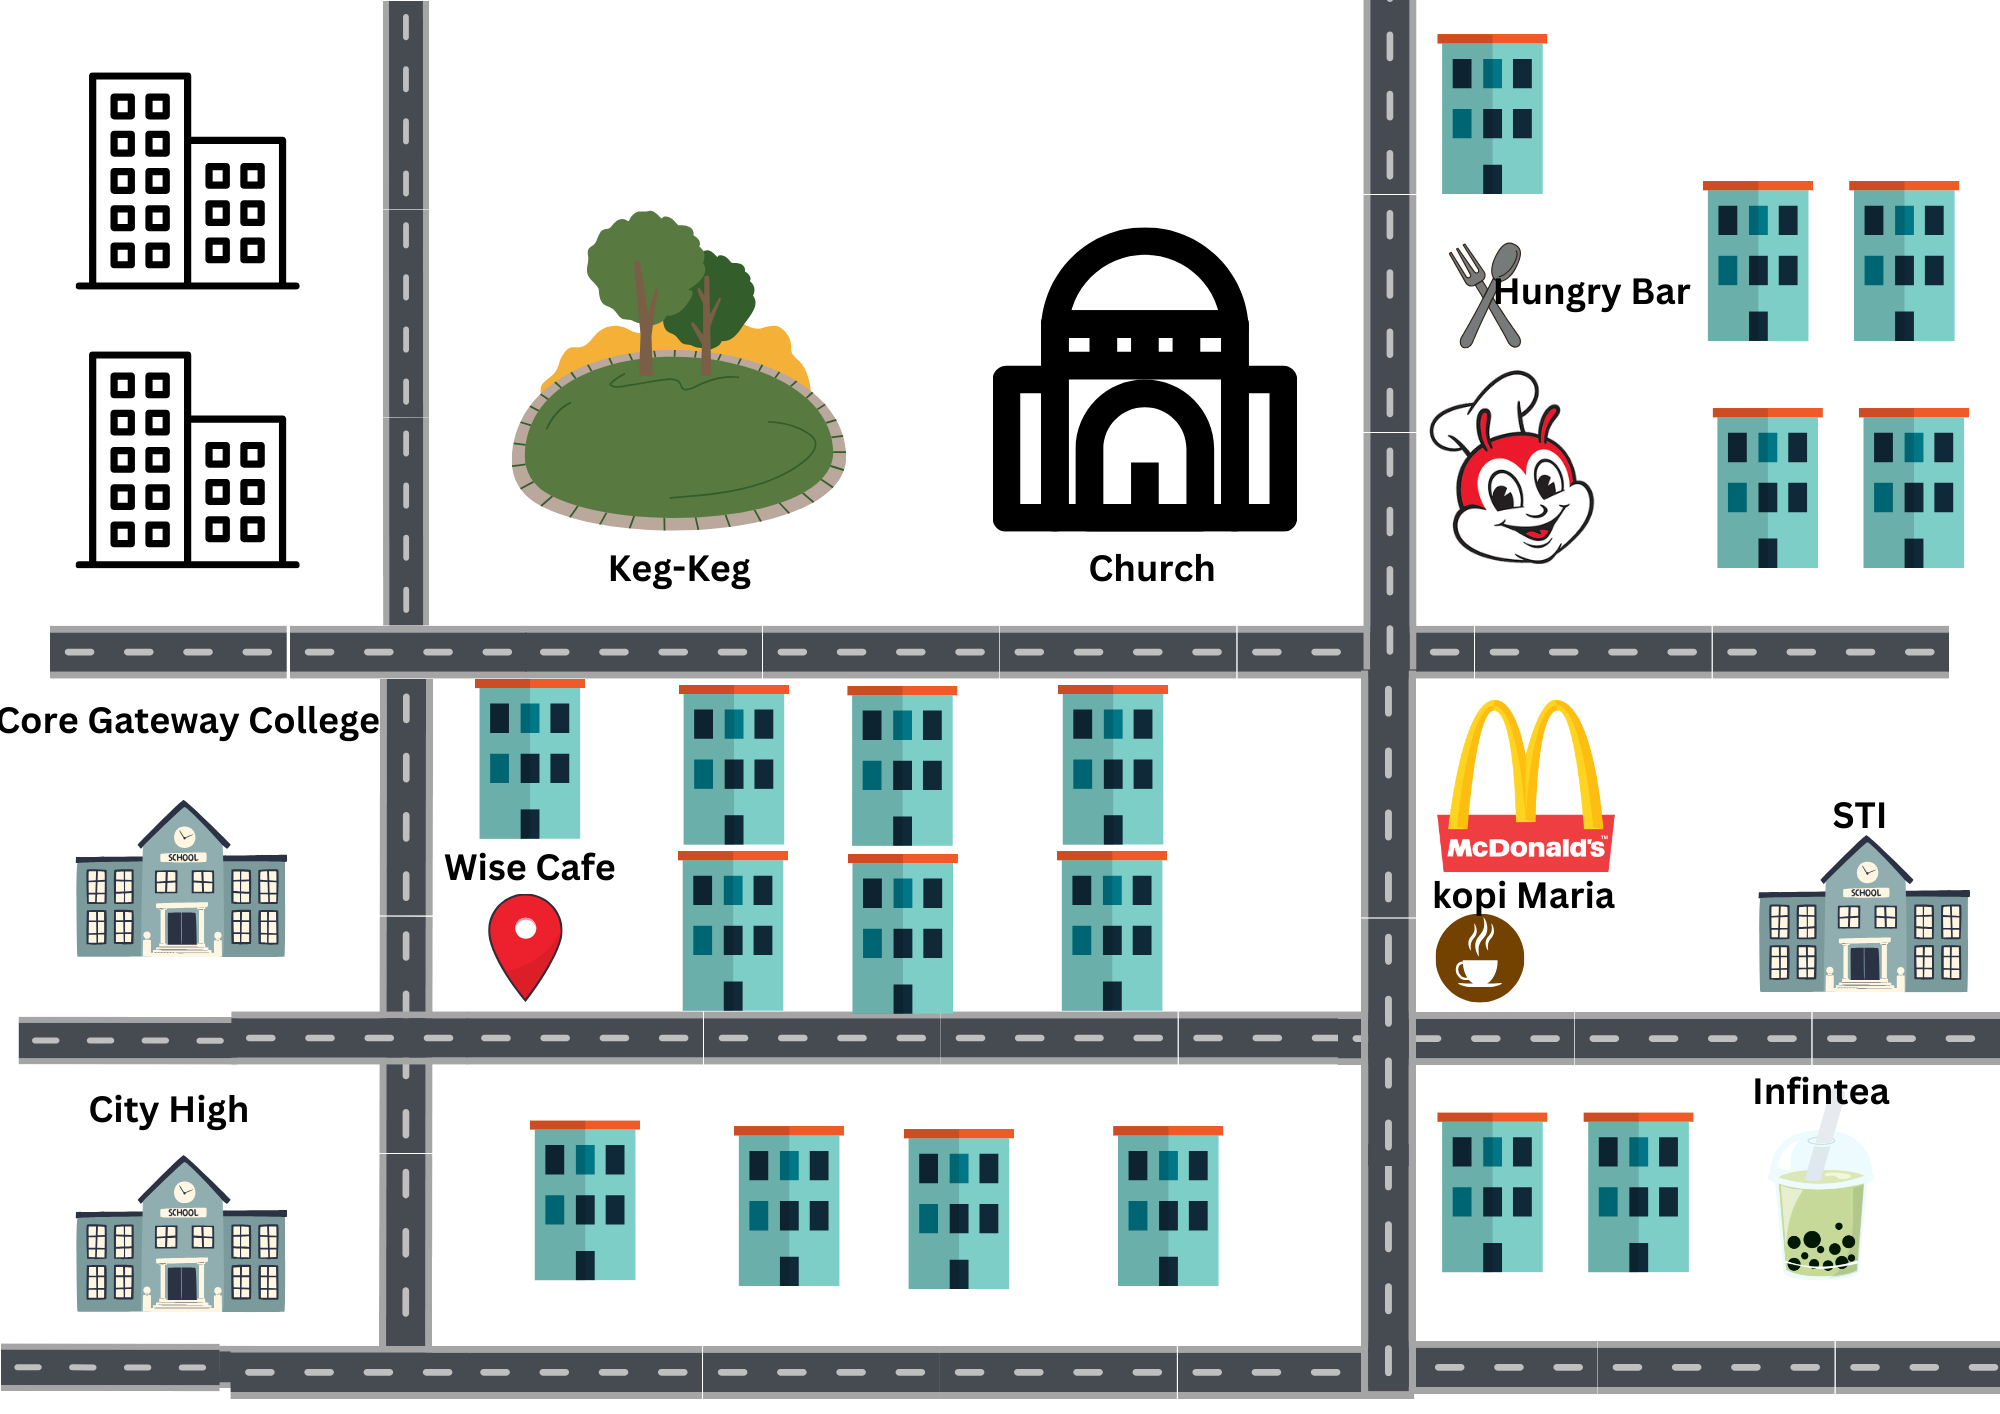 Hungry Bar
Keg-Keg
Church
Core Gateway College
McDonald's™
STI
Wise Cafe
kopi Maria
SCHOOL
SCHOOL
City High
Infintea
SCHOOL